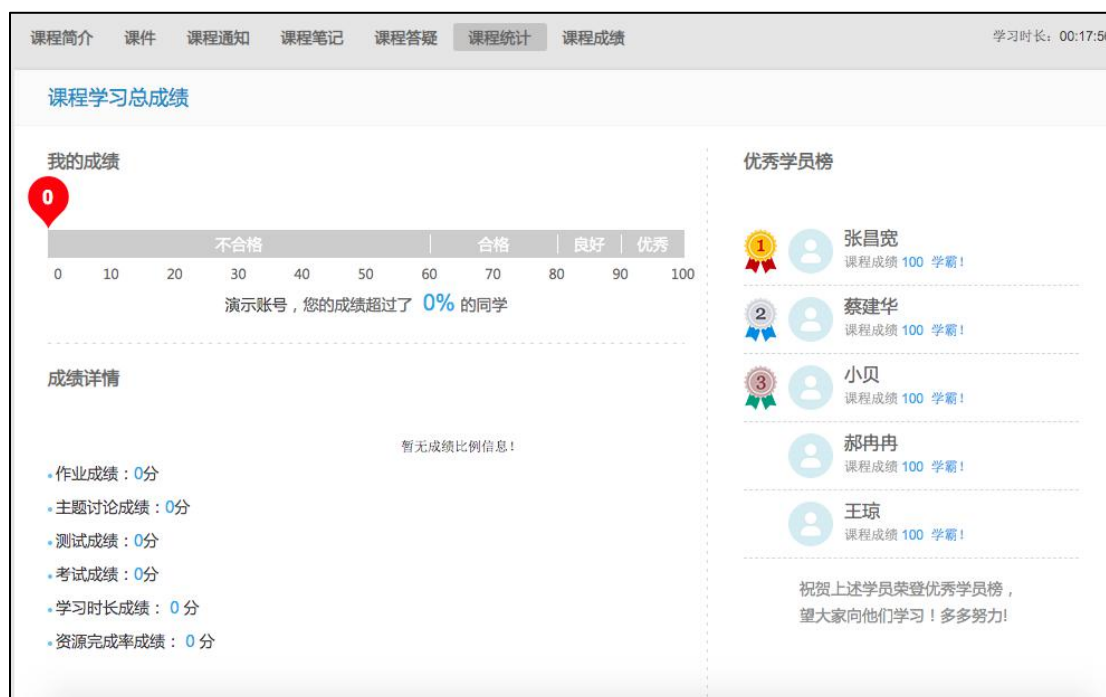 课程简介 课件 课程通知 课程笔记 课程答疑 课程统计 课程成绩 学习时长：00:17:56
课程学习总成绩
我的成绩
0
不合格 合格 良好 优秀
0 10 20 30 40 50 60 70 80 90 100
演示账号，您的成绩超过了 0% 的同学
成绩详情
暂无成绩比例信息！
作业成绩：0分
主题讨论成绩：0分
测试成绩：0分
考试成绩：0分
学习时长成绩： 0 分
资源完成率成绩： 0 分
优秀学员榜
1
张昌宽
课程成绩 100 学霸！
2
蔡建华
课程成绩 100 学霸！
3
小贝
课程成绩 100 学霸！
郝冉冉
课程成绩 100 学霸！
王琼
课程成绩 100 学霸！
祝贺上述学员荣登优秀学员榜，
望大家向他们学习！多多努力!